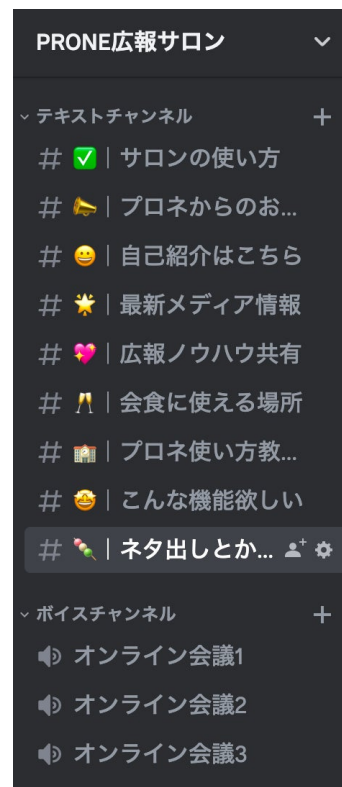 PRONE広報サロン
テキストチャンネル
# ✅｜サロンの使い方
# 📣｜プロネからのお...
# 😀｜自己紹介はこちら
# 🌟｜最新メディア情報
# 💖｜広報ノウハウ共有
# 🥂｜会食に使える場所
# 🏫｜プロネ使い方教...
# 🤩｜こんな機能欲しい
# 🍡｜ネタ出しとか...
ボイスチャンネル
オンライン会議1
オンライン会議2
オンライン会議3